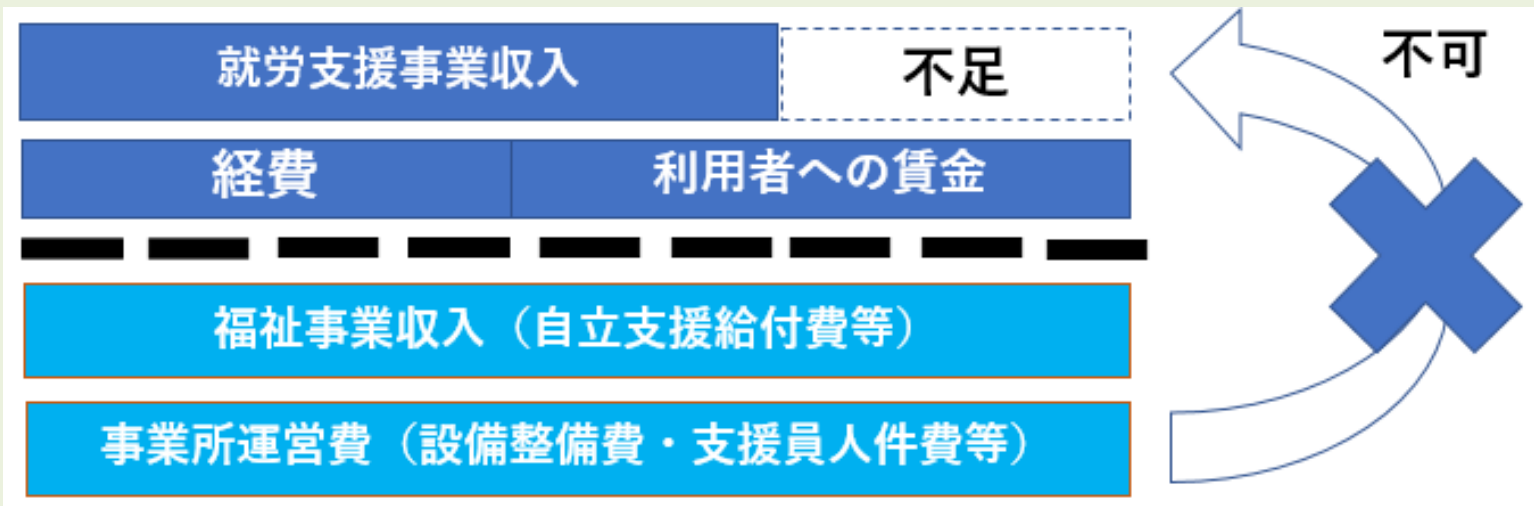 就労支援事業収入
不足
不可
経費
利用者への賃金
福祉事業収入（自立支援給付費等）
事業所運営費（設備整備費・支援員人件費等）